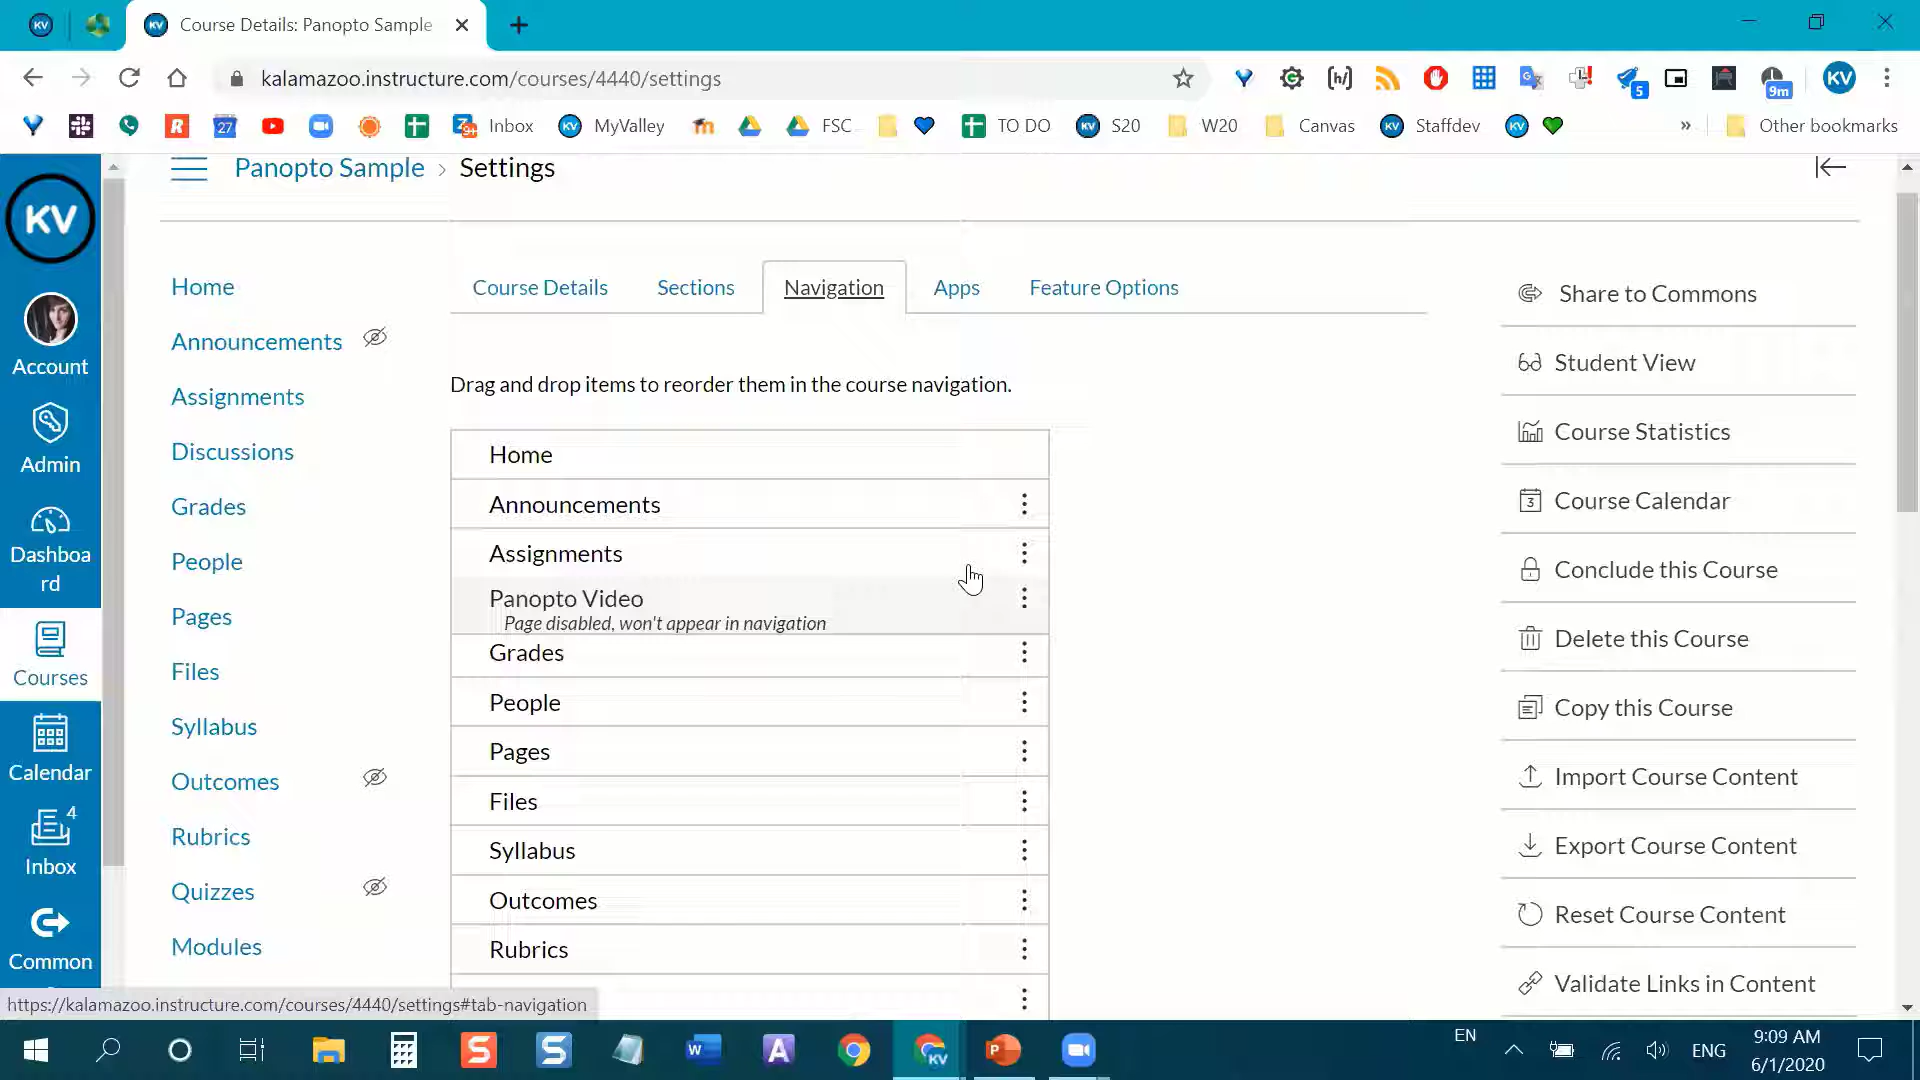 Course Details: Panopto Sample
kalamazoo.instructure.com/courses/4440/settings
5
9m
KV
27
9+
Inbox
MyValley
FSC
TO DO
S20
W20
Canvas
Staffdev
»
Other bookmarks
KV
Account
Admin
Dashboa
rd
Courses
Calendar
4
Inbox
Common
Panopto Sample › Settings
Home
Announcements
Assignments
Discussions
Grades
People
Pages
Files
Syllabus
Outcomes
Rubrics
Quizzes
Modules
Course Details
Sections
Navigation
Apps
Feature Options
Drag and drop items to reorder them in the course navigation.
Home
Announcements
Assignments
Panopto Video
Page disabled, won't appear in navigation
Grades
People
Pages
Files
Syllabus
Outcomes
Rubrics
Share to Commons
Student View
Course Statistics
3 Course Calendar
Conclude this Course
Delete this Course
Copy this Course
Import Course Content
Export Course Content
Reset Course Content
Validate Links in Content
https://kalamazoo.instructure.com/courses/4440/settings#tab-navigation
EN
ENG
9:09 AM
6/1/2020